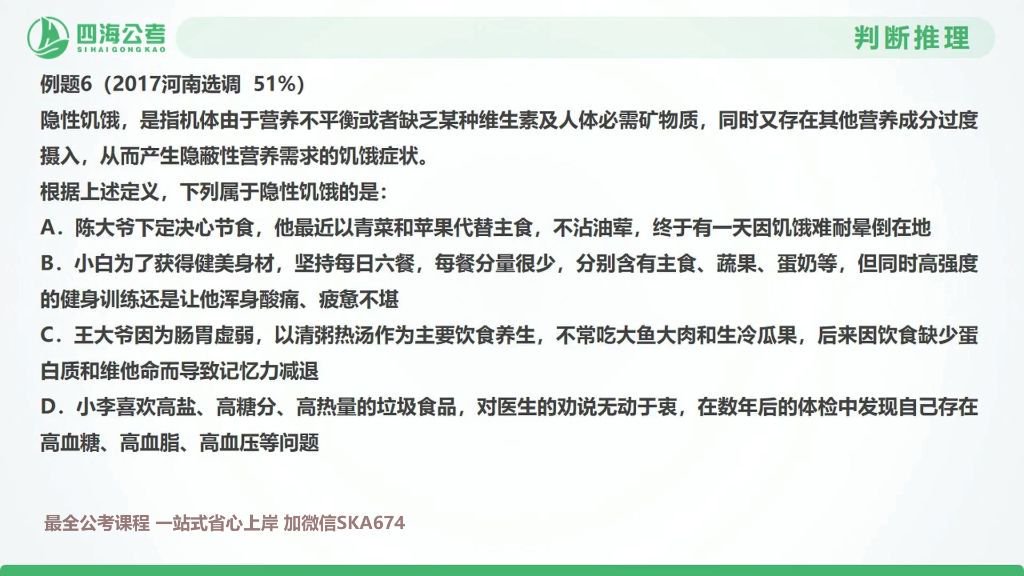 四海公考
SIHAIGONGKAO
判断推理
例题6（2017河南选调 51%）
隐性饥饿，是指机体由于营养不平衡或者缺乏某种维生素及人体必需矿物质，同时又存在其他营养成分过度
摄入，从而产生隐蔽性营养需求的饥饿症状。
根据上述定义，下列属于隐性饥饿的是：
A．陈大爷下定决心节食，他最近以青菜和苹果代替主食，不沾油荤，终于有一天因饥饿难耐晕倒在地
B．小白为了获得健美身材，坚持每日六餐，每餐分量很少，分别含有主食、蔬果、蛋奶等，但同时高强度
的健身训练还是让他浑身酸痛、疲惫不堪
C．王大爷因为肠胃虚弱，以清粥热汤作为主要饮食养生，不常吃大鱼大肉和生冷瓜果，后来因饮食缺少蛋
白质和维他命而导致记忆力减退
D．小李喜欢高盐、高糖分、高热量的垃圾食品，对医生的劝说无动于衷，在数年后的体检中发现自己存在
高血糖、高血脂、高血压等问题
最全公考课程 一站式省心上岸 加微信SKA674